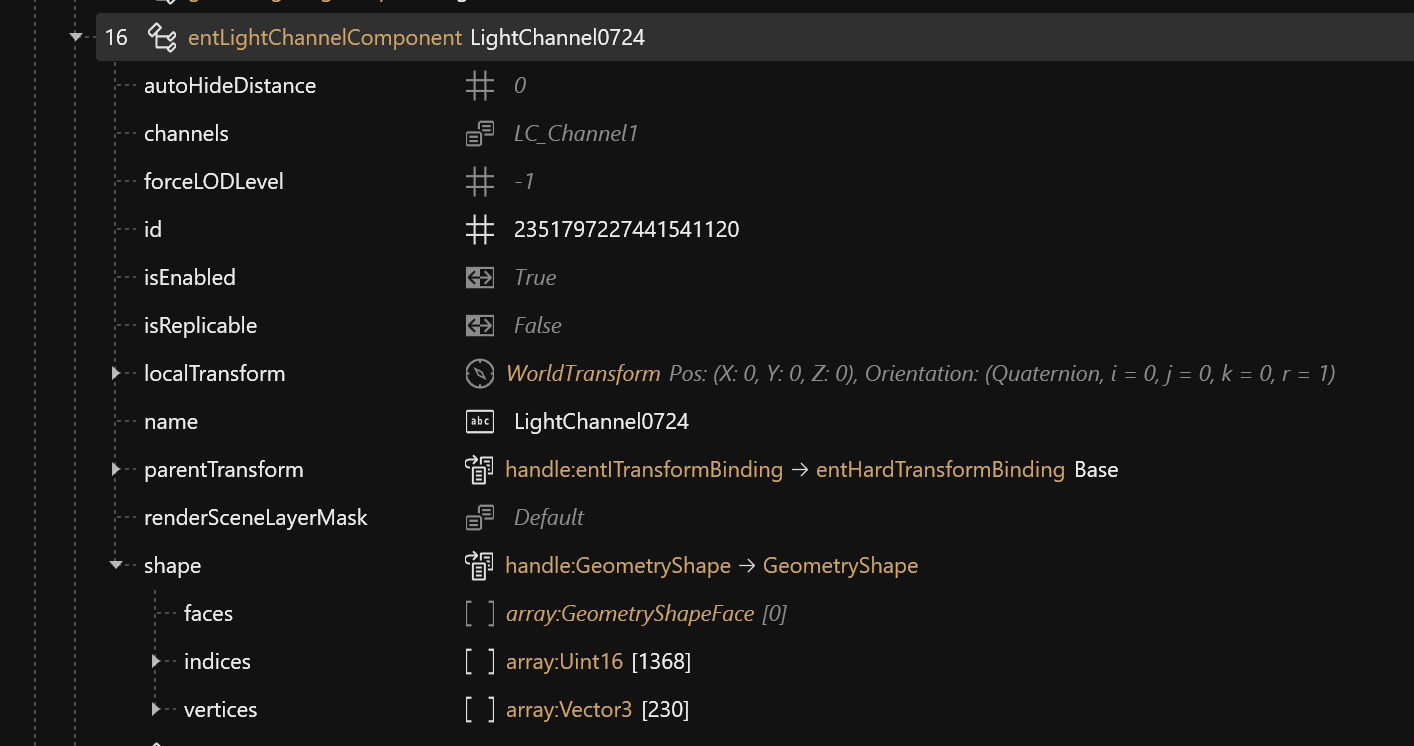 16 entLightChannelComponent LightChannel0724
autoHideDistance 0
channels LC_Channel1
forceLODLevel -1
id 2351797227441541120
isEnabled True
isReplicable False
localTransform WorldTransform Pos: (X: 0, Y: 0, Z: 0), Orientation: (Quaternion, i = 0, j = 0, k = 0, r = 1)
name abc LightChannel0724
parentTransform handle:entITransformBinding → entHardTransformBinding Base
renderSceneLayerMask Default
shape handle:GeometryShape → GeometryShape
faces [ ] array:GeometryShapeFace [0]
indices [ ] array:Uint16 [1368]
vertices [ ] array:Vector3 [230]